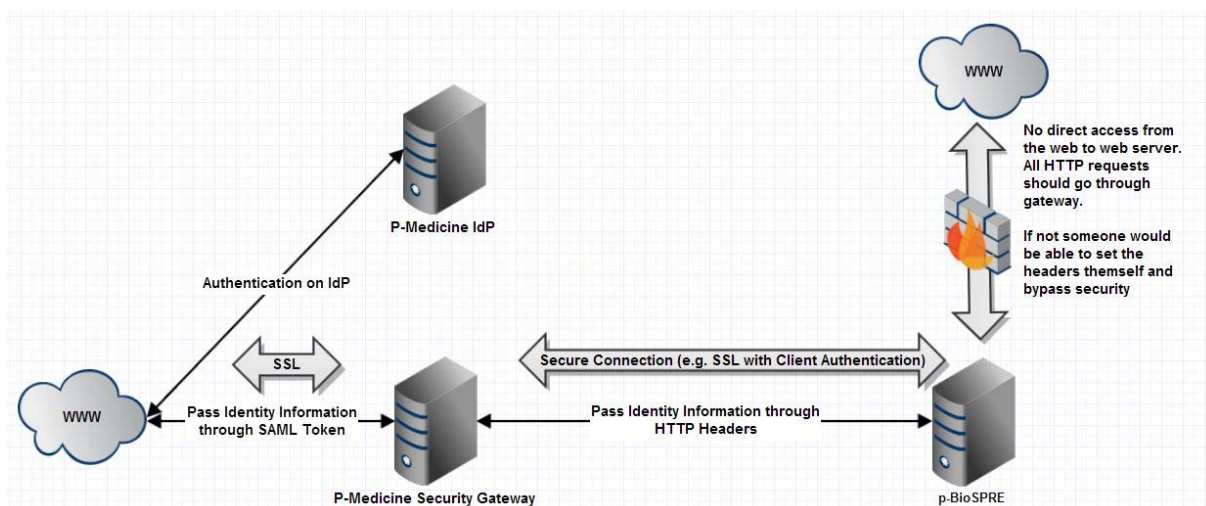 WWW
No direct access from
the web to web server.
All HTTP requests
should go through
gateway.
If not someone would
be able to set the
headers themself and
bypass security
P-Medicine IdP
Authentication on IdP
SSL
Secure Connection (e.g. SSL with Client Authentication)
WWW
Pass Identity Information
through SAML Token
Pass Identity Information through
HTTP Headers
P-Medicine Security Gateway
p-BioSPRE